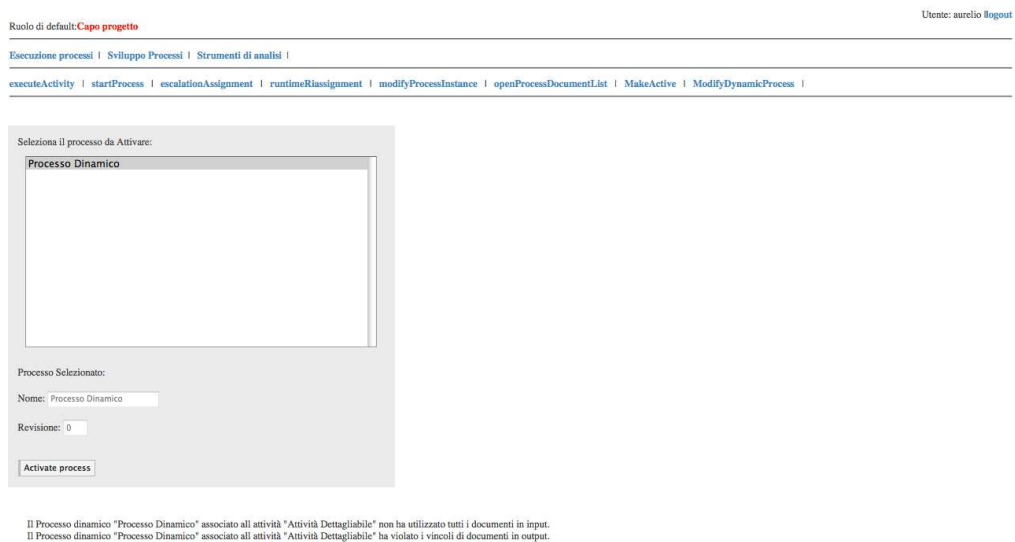 Utente: aurelio logout
Ruolo di default:Capo progetto
Esecuzione processi | Sviluppo Processi | Strumenti di analisi |
executeActivity | startProcess | escalationAssignment | runtimeRiassignment | modifyProcessInstance | openProcessDocumentList | MakeActive | ModifyDynamicProcess |
Seleziona il processo da Attivare:
Processo Dinamico
Processo Selezionato:
Nome: Processo Dinamico
Revisione: 0
Activate process
Il Processo dinamico "Processo Dinamico" associato all attività "Attività Dettagliabile" non ha utilizzato tutti i documenti in input.
Il Processo dinamico "Processo Dinamico" associato all attività "Attività Dettagliabile" ha violato i vincoli di documenti in output.